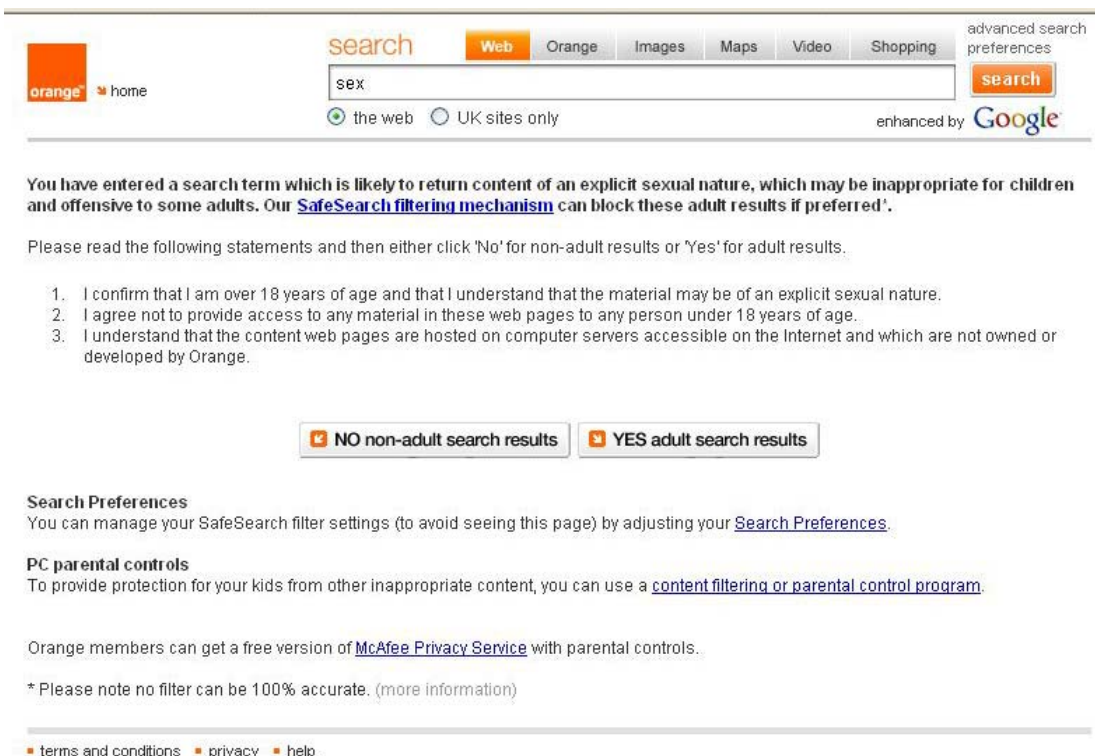 advanced search
search Web Orange Images Maps Video Shopping preferences
orange™ home
sex search
the web UK sites only enhanced by Google
You have entered a search term which is likely to return content of an explicit sexual nature, which may be inappropriate for children
and offensive to some adults. Our SafeSearch filtering mechanism can block these adult results if preferred*.
Please read the following statements and then either click 'No' for non-adult results or 'Yes' for adult results.
1. I confirm that I am over 18 years of age and that I understand that the material may be of an explicit sexual nature.
2. I agree not to provide access to any material in these web pages to any person under 18 years of age.
3. I understand that the content web pages are hosted on computer servers accessible on the Internet and which are not owned or
developed by Orange.
NO non-adult search results YES adult search results
Search Preferences
You can manage your SafeSearch filter settings (to avoid seeing this page) by adjusting your Search Preferences.
PC parental controls
To provide protection for your kids from other inappropriate content, you can use a content filtering or parental control program.
Orange members can get a free version of McAfee Privacy Service with parental controls.
* Please note no filter can be 100% accurate. (more information)
terms and conditions privacy help